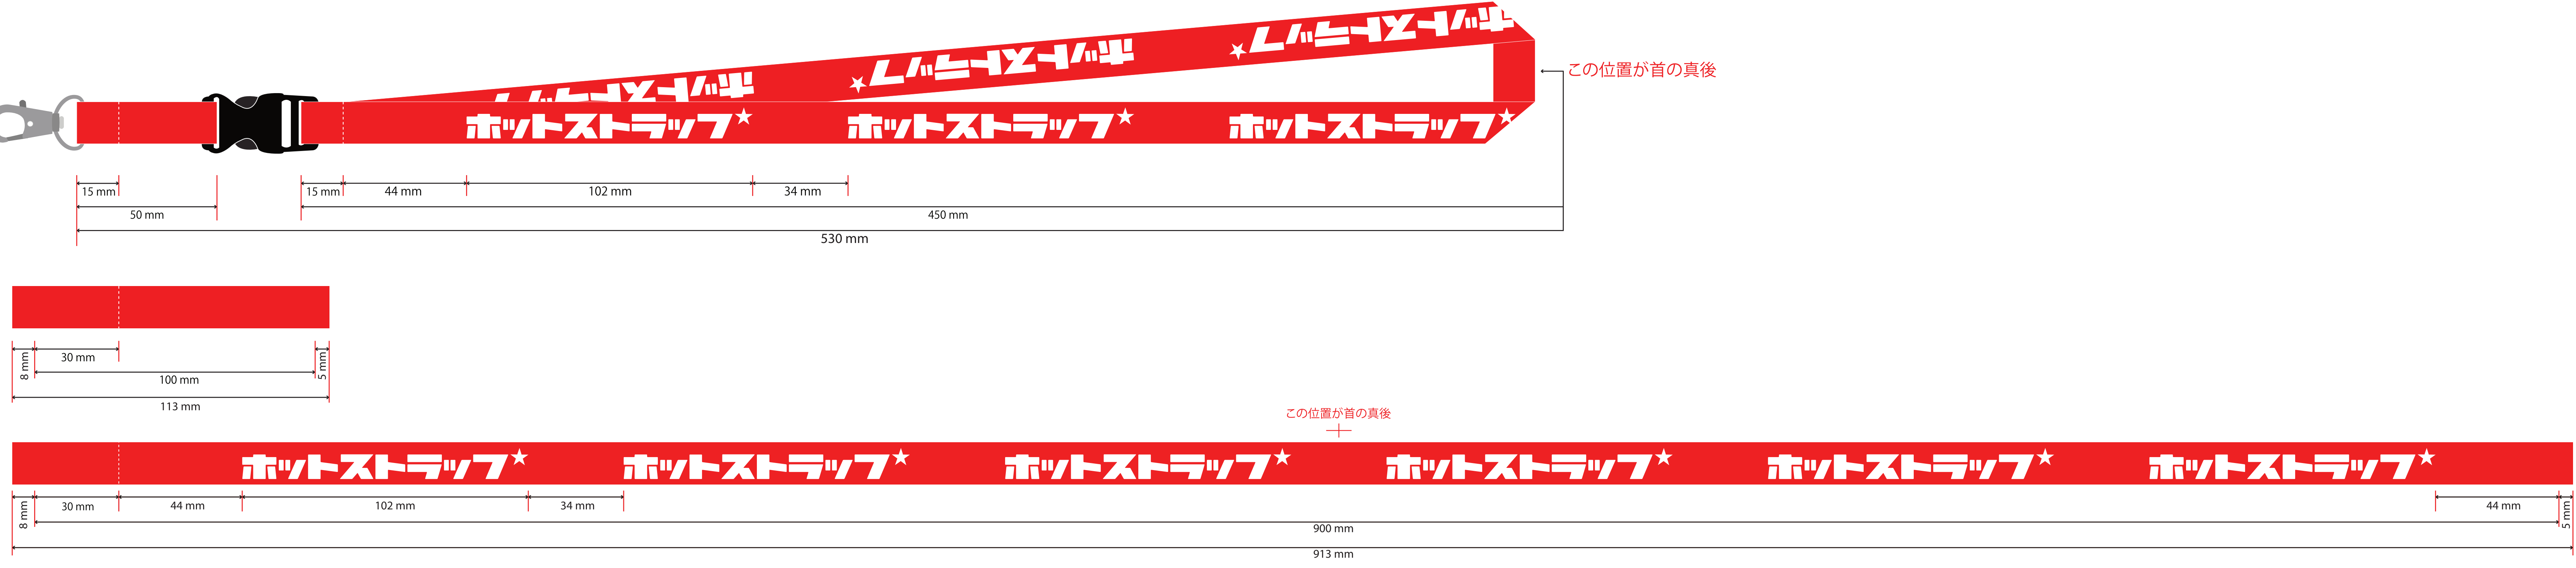 ホットストラップ★
ホットストラップ★
ホットストラップ★
この位置が首の真後
ホットストラップ★ ホットストラップ★ ホットストラップ★
15 mm 15 mm 44 mm 102 mm 34 mm
50 mm 450 mm
530 mm
8 mm 30 mm 5 mm
100 mm
113 mm
この位置が首の真後
ホットストラップ★ ホットストラップ★ ホットストラップ★ ホットストラップ★ ホットストラップ★ ホットストラップ★
8 mm 30 mm 44 mm 102 mm 34 mm 44 mm 5 mm
900 mm
913 mm